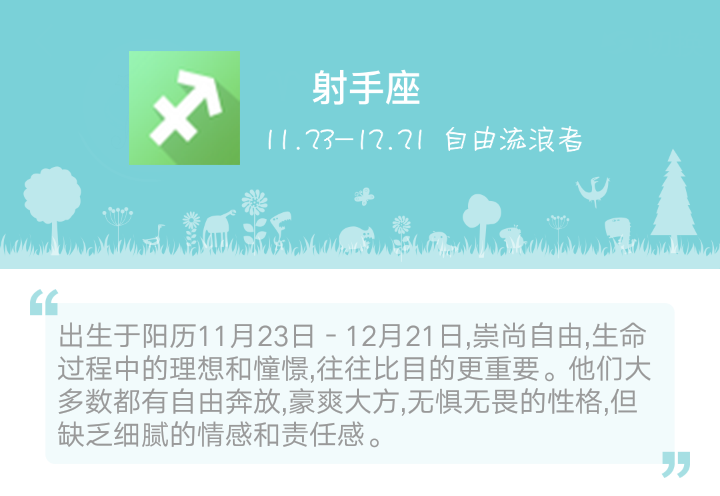 射手座
11.23-12.21 自由流浪者
出生于阳历11月23日 - 12月21日,崇尚自由,生命
过程中的理想和憧憬,往往比目的更重要。他们大
多数都有自由奔放,豪爽大方,无惧无畏的性格,但
缺乏细腻的情感和责任感。